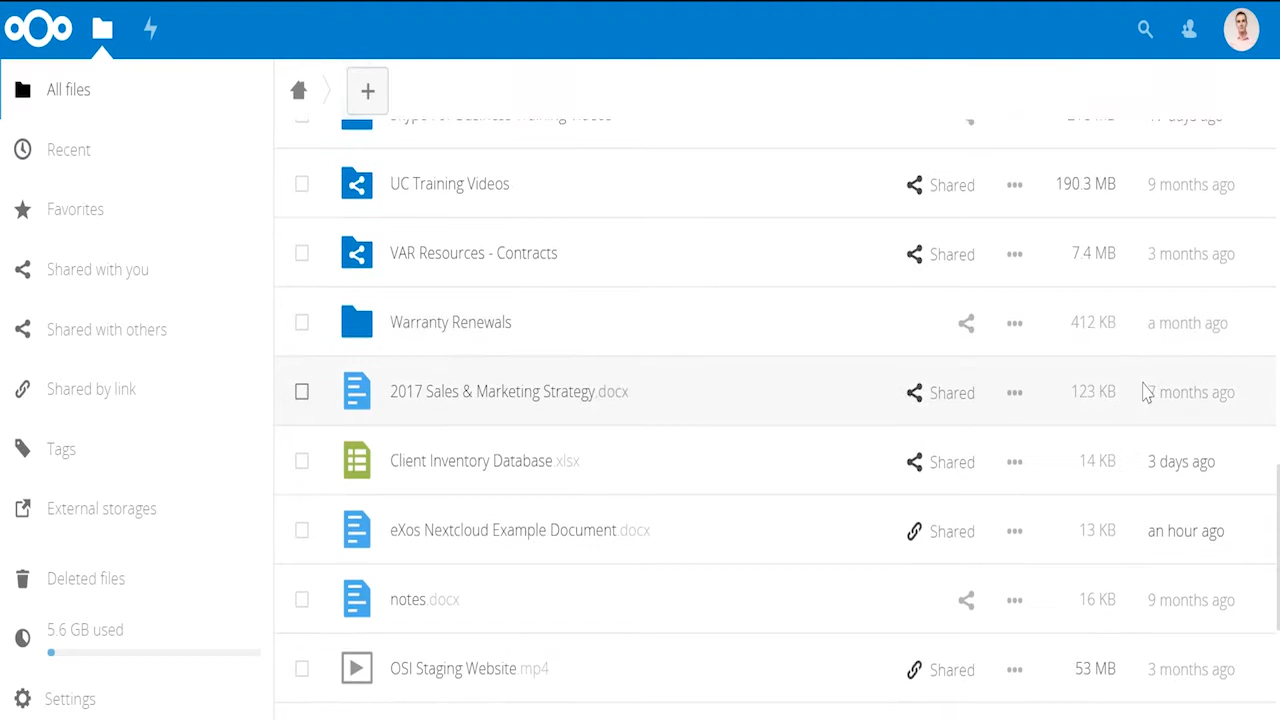 All files
Recent
Favorites
Shared with you
Shared with others
Shared by link
Tags
External storages
Deleted files
5.6 GB used
Settings
UC Training Videos Shared 190.3 MB 9 months ago
VAR Resources - Contracts Shared 7.4 MB 3 months ago
Warranty Renewals 412 KB a month ago
2017 Sales & Marketing Strategy.docx Shared 123 KB months ago
Client Inventory Database.xlsx Shared 14 KB 3 days ago
eXos Nextcloud Example Document.docx Shared 13 KB an hour ago
notes.docx 16 KB 9 months ago
OSI Staging Website.mp4 Shared 53 MB 3 months ago